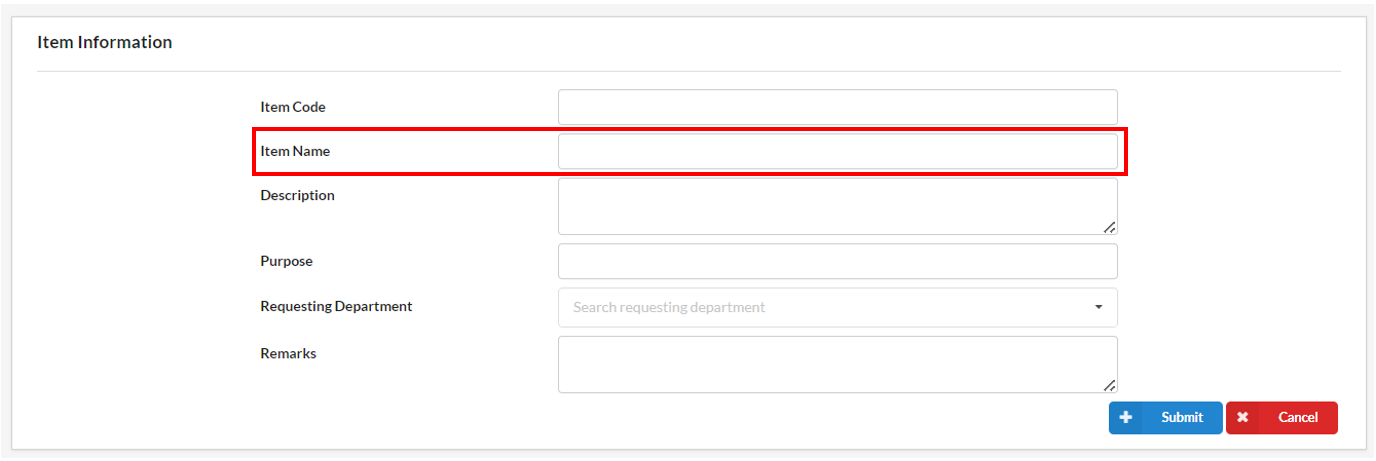 Item Information
Item Code
Item Name
Description
Purpose
Requesting Department
Search requesting department
Remarks
Submit
Cancel